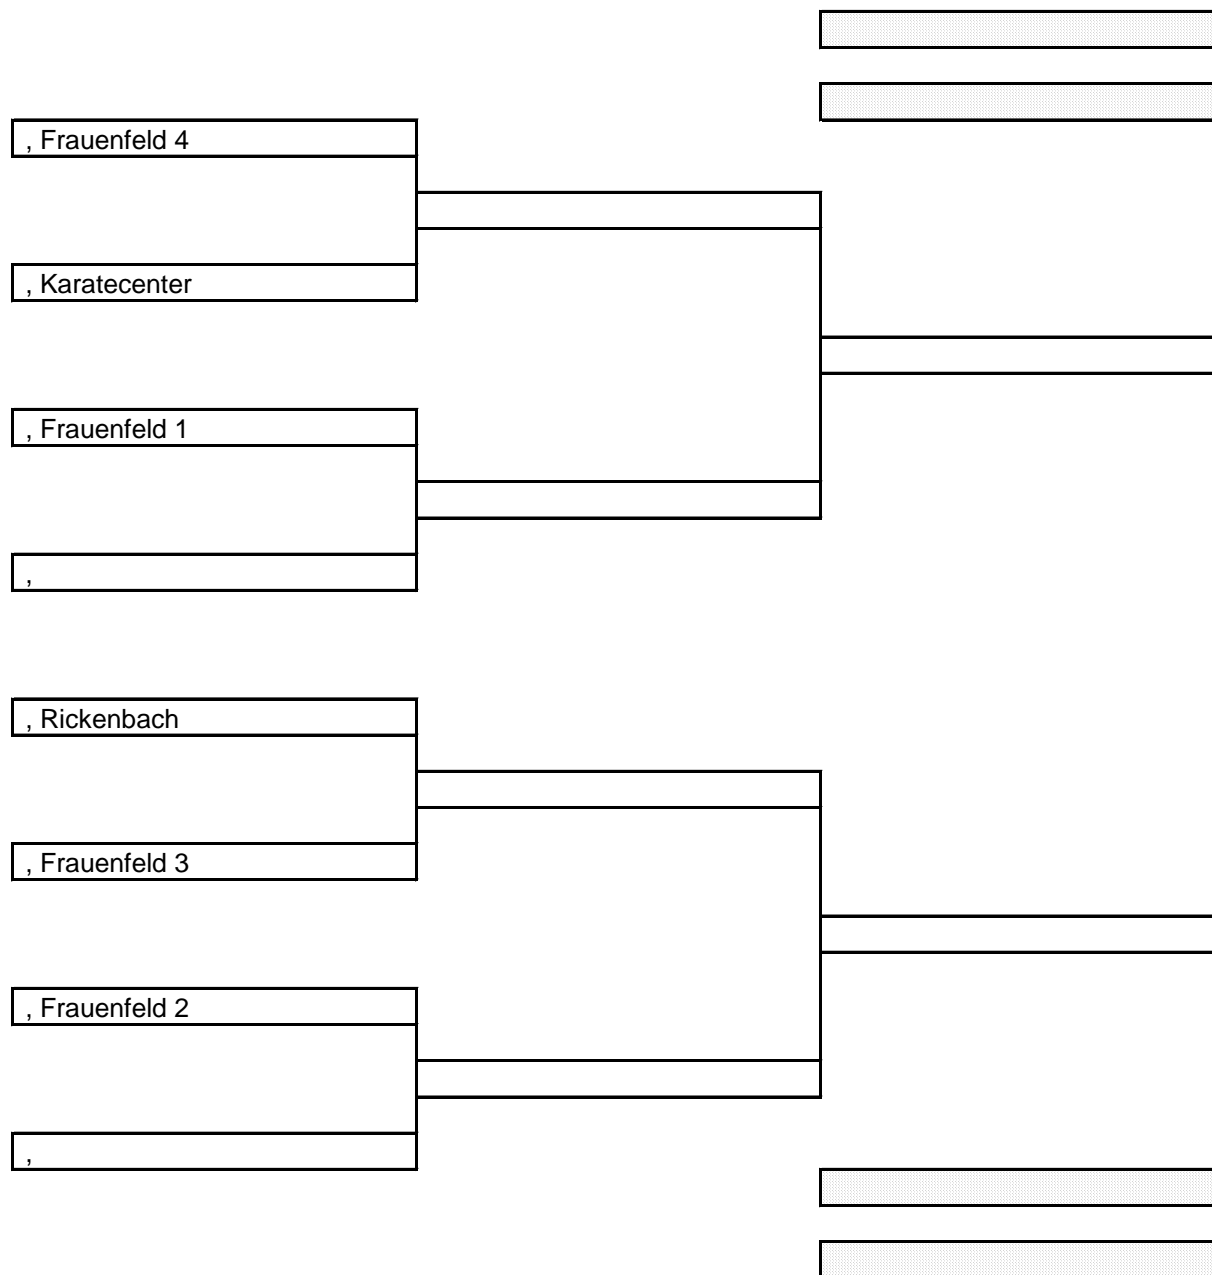 , Frauenfeld 4
, Karatecenter
, Frauenfeld 1
,
, Rickenbach
, Frauenfeld 3
, Frauenfeld 2
,